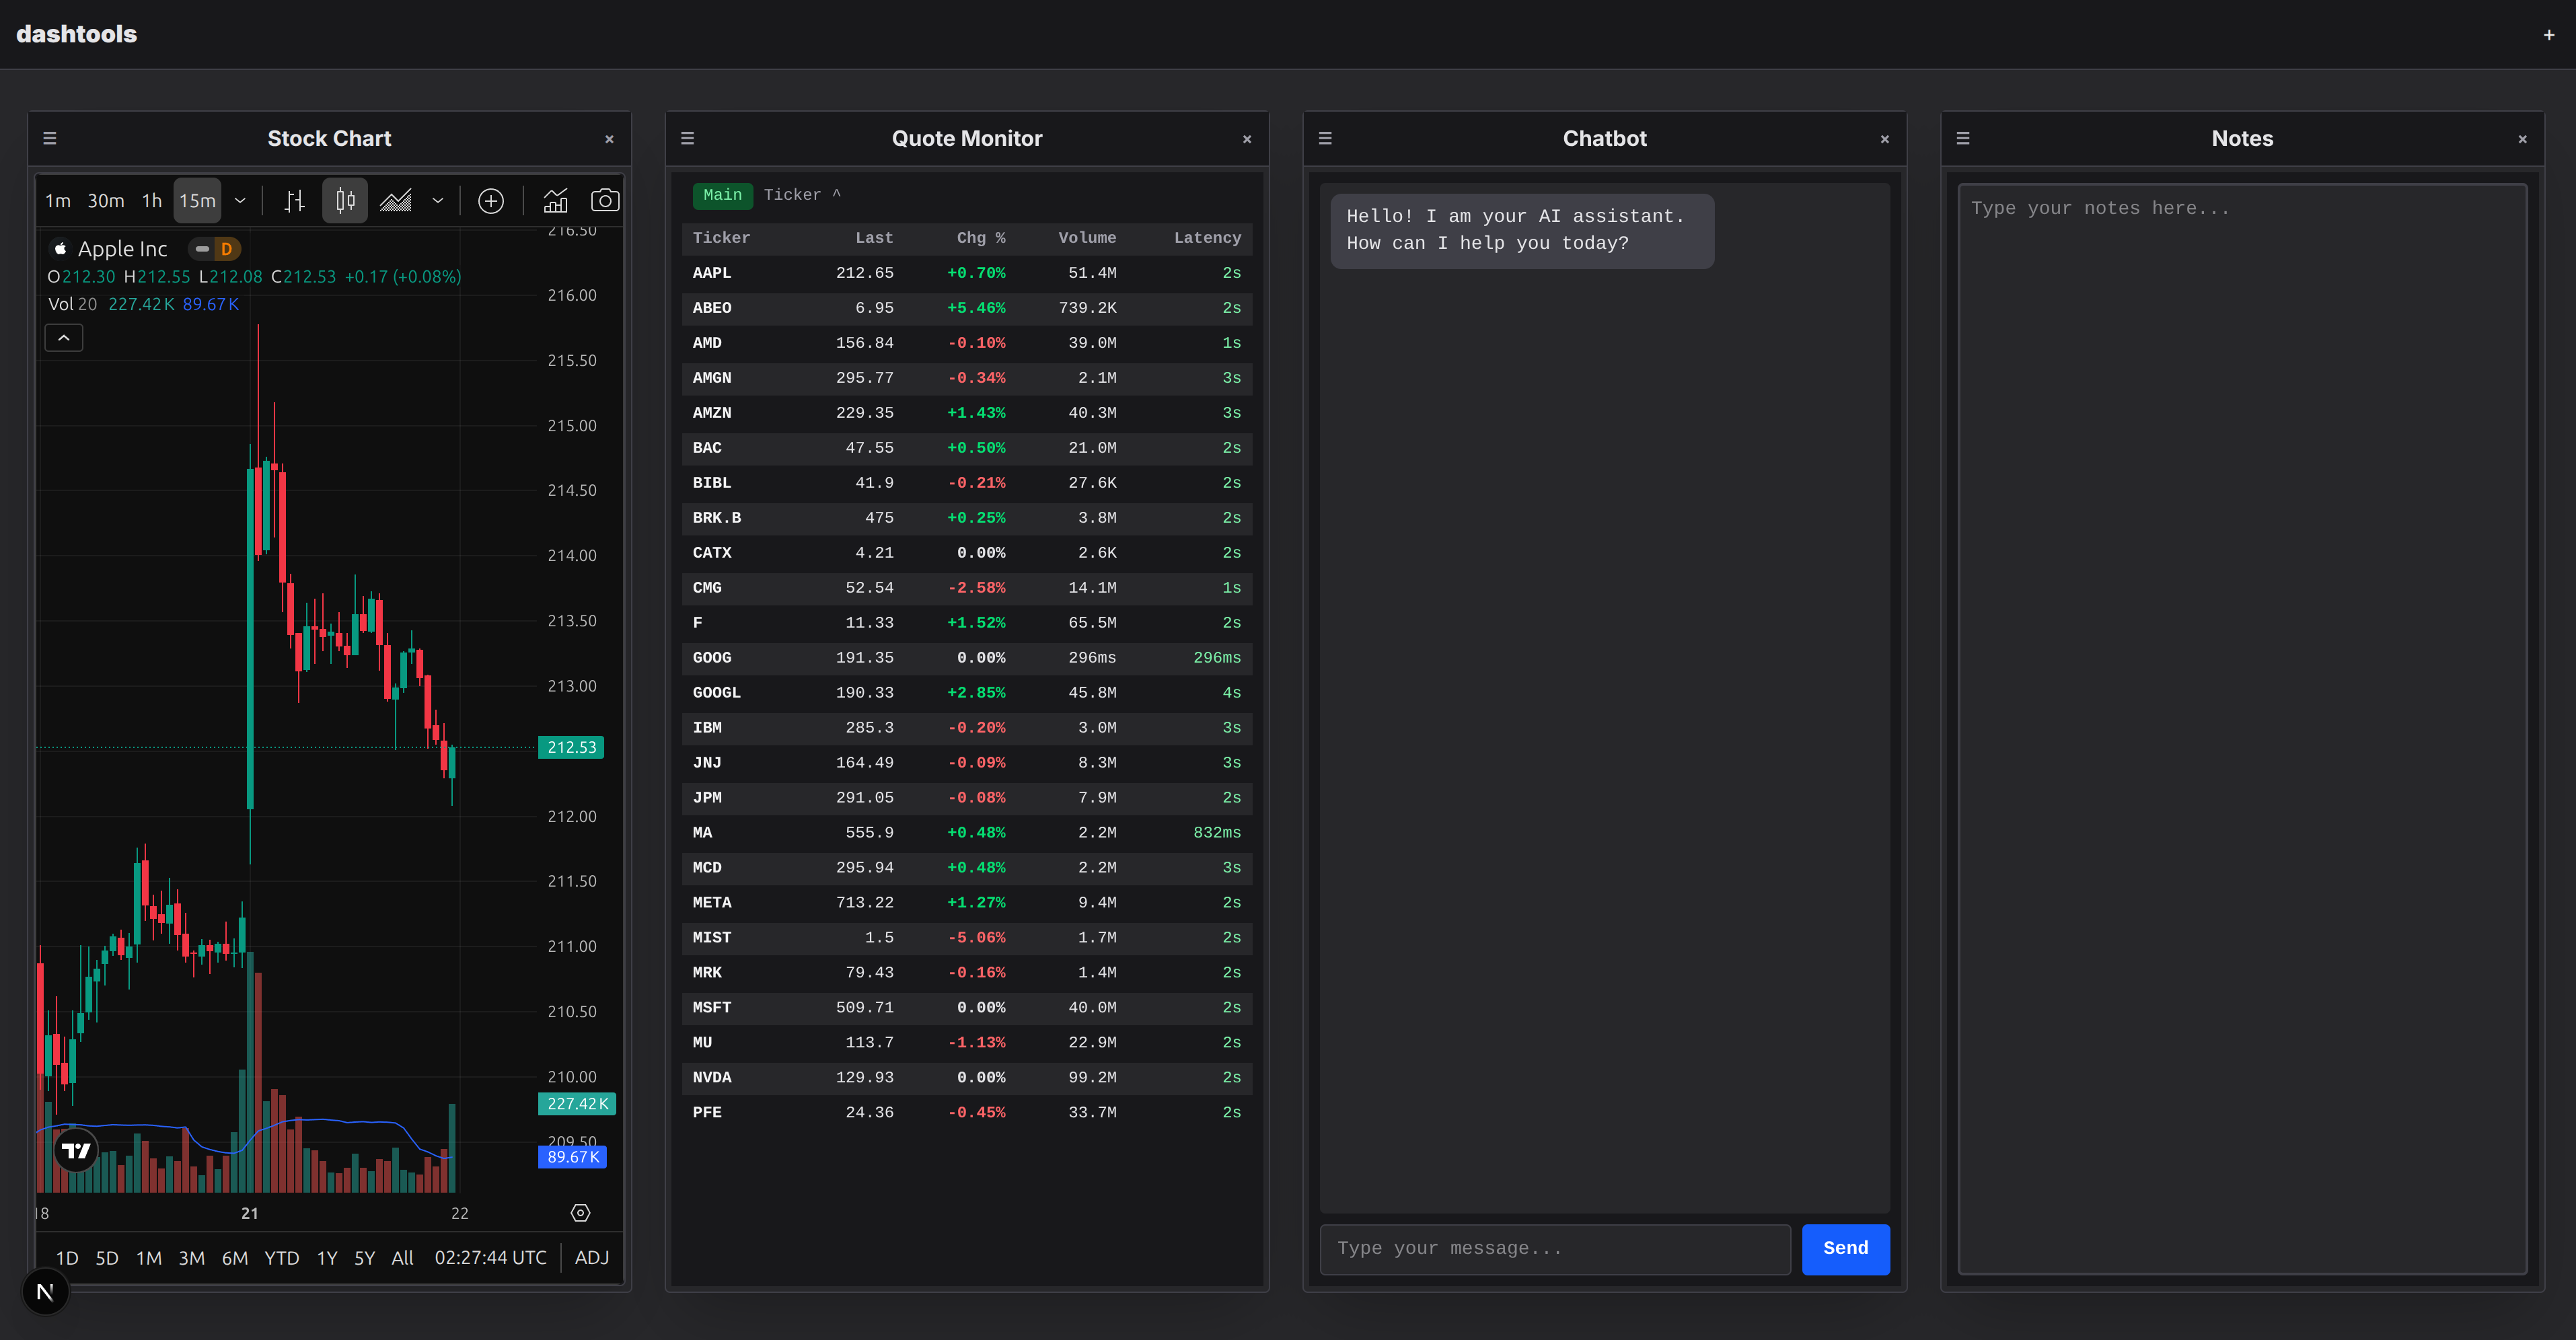 dashtools
+
☰ Stock Chart ×
1m 30m 1h 15m
Apple Inc D
O212.30 H212.55 L212.08 C212.53 +0.17 (+0.08%)
Vol 20 227.42K 89.67K
216.50
216.00
215.50
215.00
214.50
214.00
213.50
213.00
212.53
212.00
211.50
211.00
210.50
210.00
227.42K
209.50
89.67K
18 21 22
1D 5D 1M 3M 6M YTD 1Y 5Y All 02:27:44 UTC ADJ
N
☰ Quote Monitor ×
Main Ticker ^
Ticker Last Chg % Volume Latency
AAPL 212.65 +0.70% 51.4M 2s
ABEO 6.95 +5.46% 739.2K 2s
AMD 156.84 -0.10% 39.0M 1s
AMGN 295.77 -0.34% 2.1M 3s
AMZN 229.35 +1.43% 40.3M 3s
BAC 47.55 +0.50% 21.0M 2s
BIBL 41.9 -0.21% 27.6K 2s
BRK.B 475 +0.25% 3.8M 2s
CATX 4.21 0.00% 2.6K 2s
CMG 52.54 -2.58% 14.1M 1s
F 11.33 +1.52% 65.5M 2s
GOOG 191.35 0.00% 296ms 296ms
GOOGL 190.33 +2.85% 45.8M 4s
IBM 285.3 -0.20% 3.0M 3s
JNJ 164.49 -0.09% 8.3M 3s
JPM 291.05 -0.08% 7.9M 2s
MA 555.9 +0.48% 2.2M 832ms
MCD 295.94 +0.48% 2.2M 3s
META 713.22 +1.27% 9.4M 2s
MIST 1.5 -5.06% 1.7M 2s
MRK 79.43 -0.16% 1.4M 2s
MSFT 509.71 0.00% 40.0M 2s
MU 113.7 -1.13% 22.9M 2s
NVDA 129.93 0.00% 99.2M 2s
PFE 24.36 -0.45% 33.7M 2s
☰ Chatbot ×
Hello! I am your AI assistant.
How can I help you today?
Type your message...
Send
☰ Notes ×
Type your notes here...